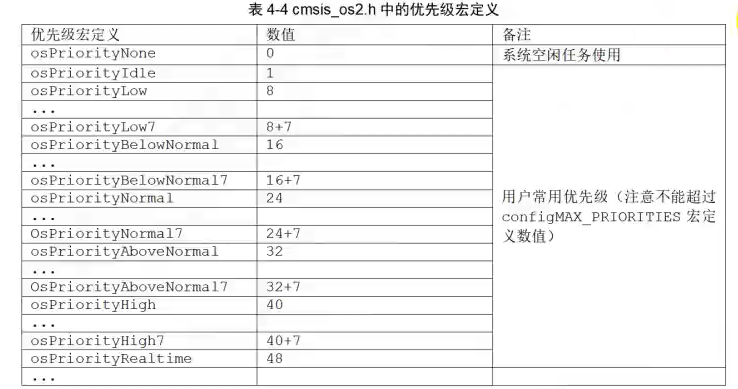 表 4-4 cmsis_os2.h 中的优先级宏定义
优先级宏定义 数值 备注
osPriorityNone 0 系统空闲任务使用
osPriorityIdle 1
osPriorityLow 8
...
osPriorityLow7 8+7
osPriorityBelowNormal 16
...
osPriorityBelowNormal7 16+7
osPriorityNormal 24 用户常用优先级（注意不能超过
... configMAX_PRIORITIES 宏定
OsPriorityNormal7 24+7 义数值）
osPriorityAboveNormal 32
...
OsPriorityAboveNormal7 32+7
osPriorityHigh 40
...
osPriorityHigh7 40+7
osPriorityRealtime 48
...